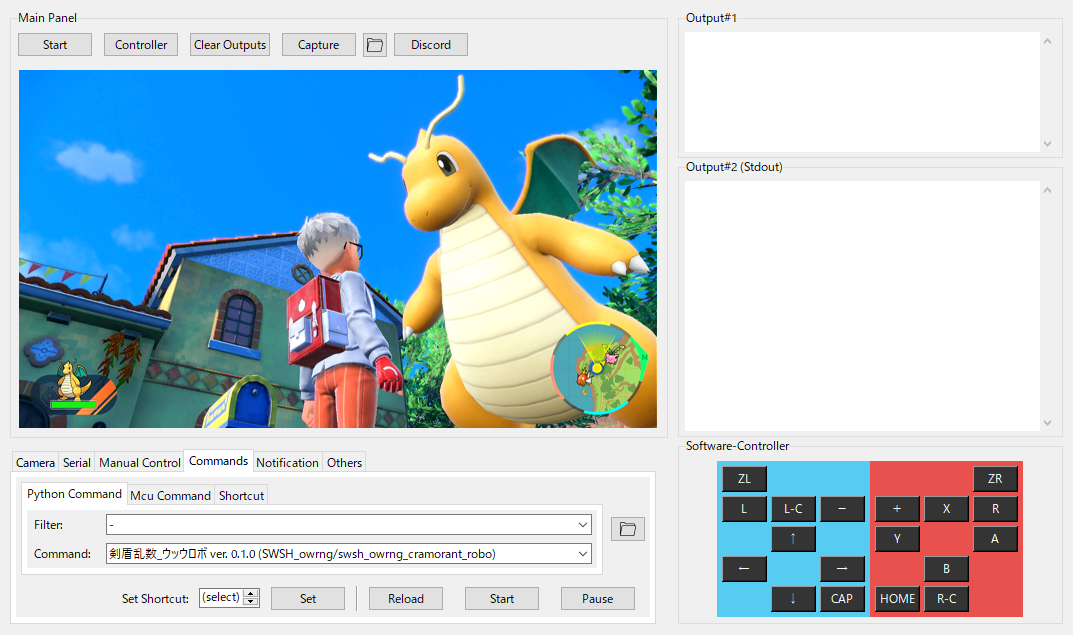 Main Panel
Start
Controller
Clear Outputs
Capture
Discord
Output#1
Output#2 (Stdout)
Camera
Serial
Manual Control
Commands
Notification
Others
Python Command
Mcu Command
Shortcut
Filter:
-
Command:
剣盾乱数_ウッウロボ ver. 0.1.0 (SWSH_owrng/swsh_owrng_cramorant_robo)
Set Shortcut:
(select)
Set
Reload
Start
Pause
Software-Controller
ZL
ZR
L
L-C
−
+
X
R
↑
Y
A
←
→
B
↓
CAP
HOME
R-C